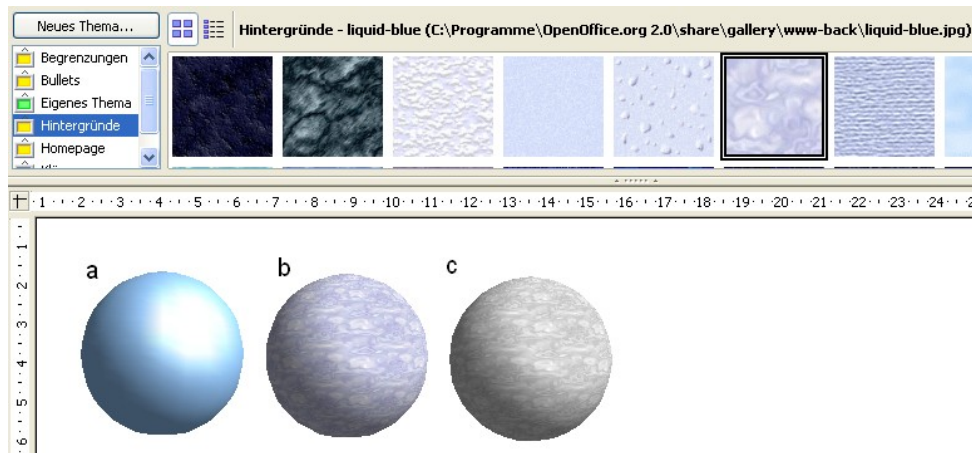 Neues Thema...
Hintergründe - liquid-blue (C:\Programme\OpenOffice.org 2.0\share\gallery\www-back\liquid-blue.jpg)
Begrenzungen
Bullets
Eigenes Thema
Hintergründe
Homepage
1 2 3 4 5 6 7 8 9 10 11 12 13 14 15 16 17 18 19 20 21 22 23 24
1
2
3
4
5
6
a b c